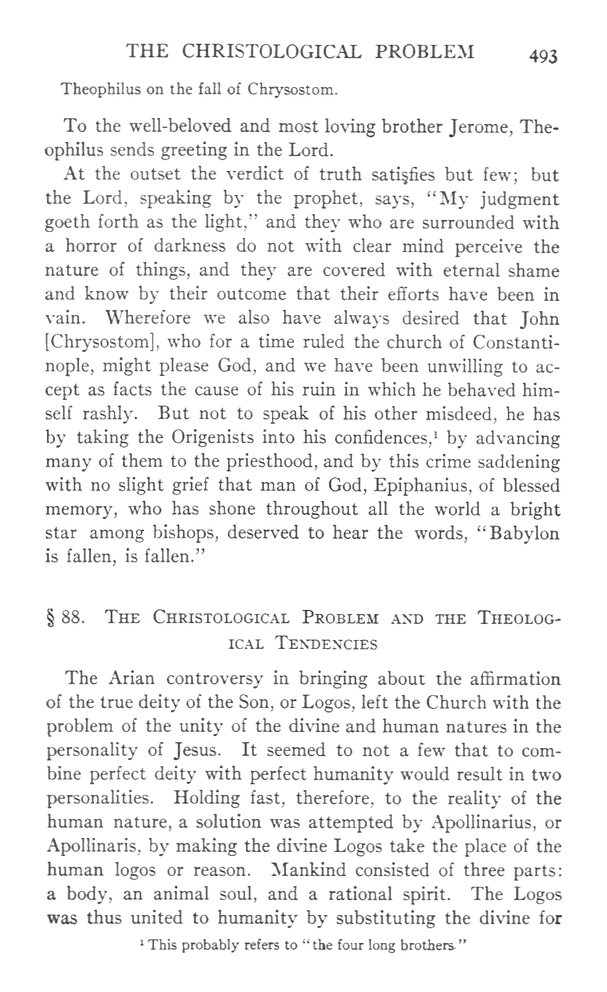 THE CHRISTOLOGICAL PROBLEM 493
Theophilus on the fall of Chrysostom.
To the well-beloved and most loving brother Jerome, The-
ophilus sends greeting in the Lord.
At the outset the verdict of truth satisfies but few; but
the Lord, speaking by the prophet, says, "My judgment
goeth forth as the light," and they who are surrounded with
a horror of darkness do not with clear mind perceive the
nature of things, and they are covered with eternal shame
and know by their outcome that their efforts have been in
vain. Wherefore we also have always desired that John
[Chrysostom], who for a time ruled the church of Constanti-
nople, might please God, and we have been unwilling to ac-
cept as facts the cause of his ruin in which he behaved him-
self rashly. But not to speak of his other misdeed, he has
by taking the Origenists into his confidences,¹ by advancing
many of them to the priesthood, and by this crime saddening
with no slight grief that man of God, Epiphanius, of blessed
memory, who has shone throughout all the world a bright
star among bishops, deserved to hear the words, "Babylon
is fallen, is fallen."
§ 88. THE CHRISTOLOGICAL PROBLEM AND THE THEOLOG-
ICAL TENDENCIES
The Arian controversy in bringing about the affirmation
of the true deity of the Son, or Logos, left the Church with the
problem of the unity of the divine and human natures in the
personality of Jesus. It seemed to not a few that to com-
bine perfect deity with perfect humanity would result in two
personalities. Holding fast, therefore, to the reality of the
human nature, a solution was attempted by Apollinarius, or
Apollinaris, by making the divine Logos take the place of the
human logos or reason. Mankind consisted of three parts:
a body, an animal soul, and a rational spirit. The Logos
was thus united to humanity by substituting the divine for
¹ This probably refers to "the four long brothers."